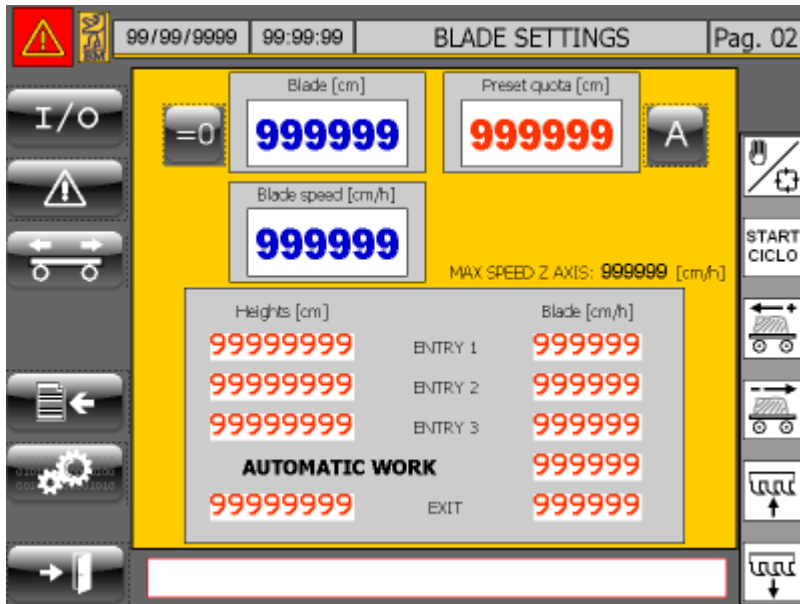 99/99/9999 99:99:99 BLADE SETTINGS Pag. 02
BM
Blade [cm] Preset quota [cm]
I/O =0 999999 999999 A
Blade speed [cm/h]
999999
START
CICLO
MAX SPEED Z AXIS: 999999 [cm/h]
Heights [cm] Blade [cm/h]
99999999 ENTRY 1 999999
99999999 ENTRY 2 999999
99999999 ENTRY 3 999999
AUTOMATIC WORK 999999
99999999 EXIT 999999